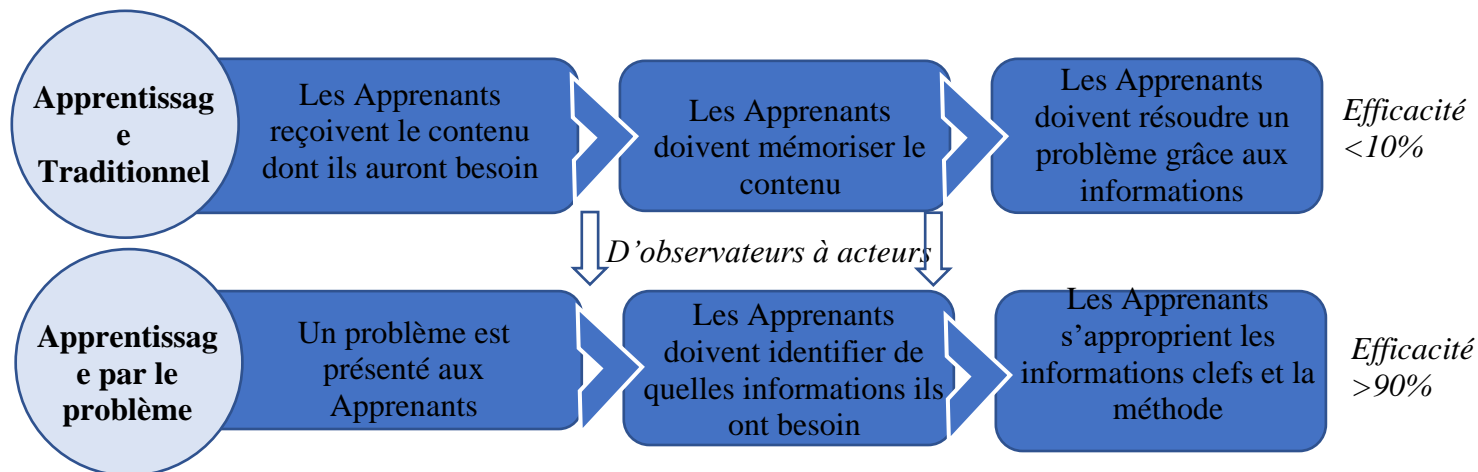 Apprentissag
e
Traditionnel
Les Apprenants
reçoivent le contenu
dont ils auront besoin
Les Apprenants
doivent mémoriser le
contenu
Les Apprenants
doivent résoudre un
problème grâce aux
informations
Efficacité
<10%
D’observateurs à acteurs
Apprentissag
e par le
problème
Un problème est
présenté aux
Apprenants
Les Apprenants
doivent identifier de
quelles informations ils
ont besoin
Les Apprenants
s’approprient les
informations clefs et la
méthode
Efficacité
>90%